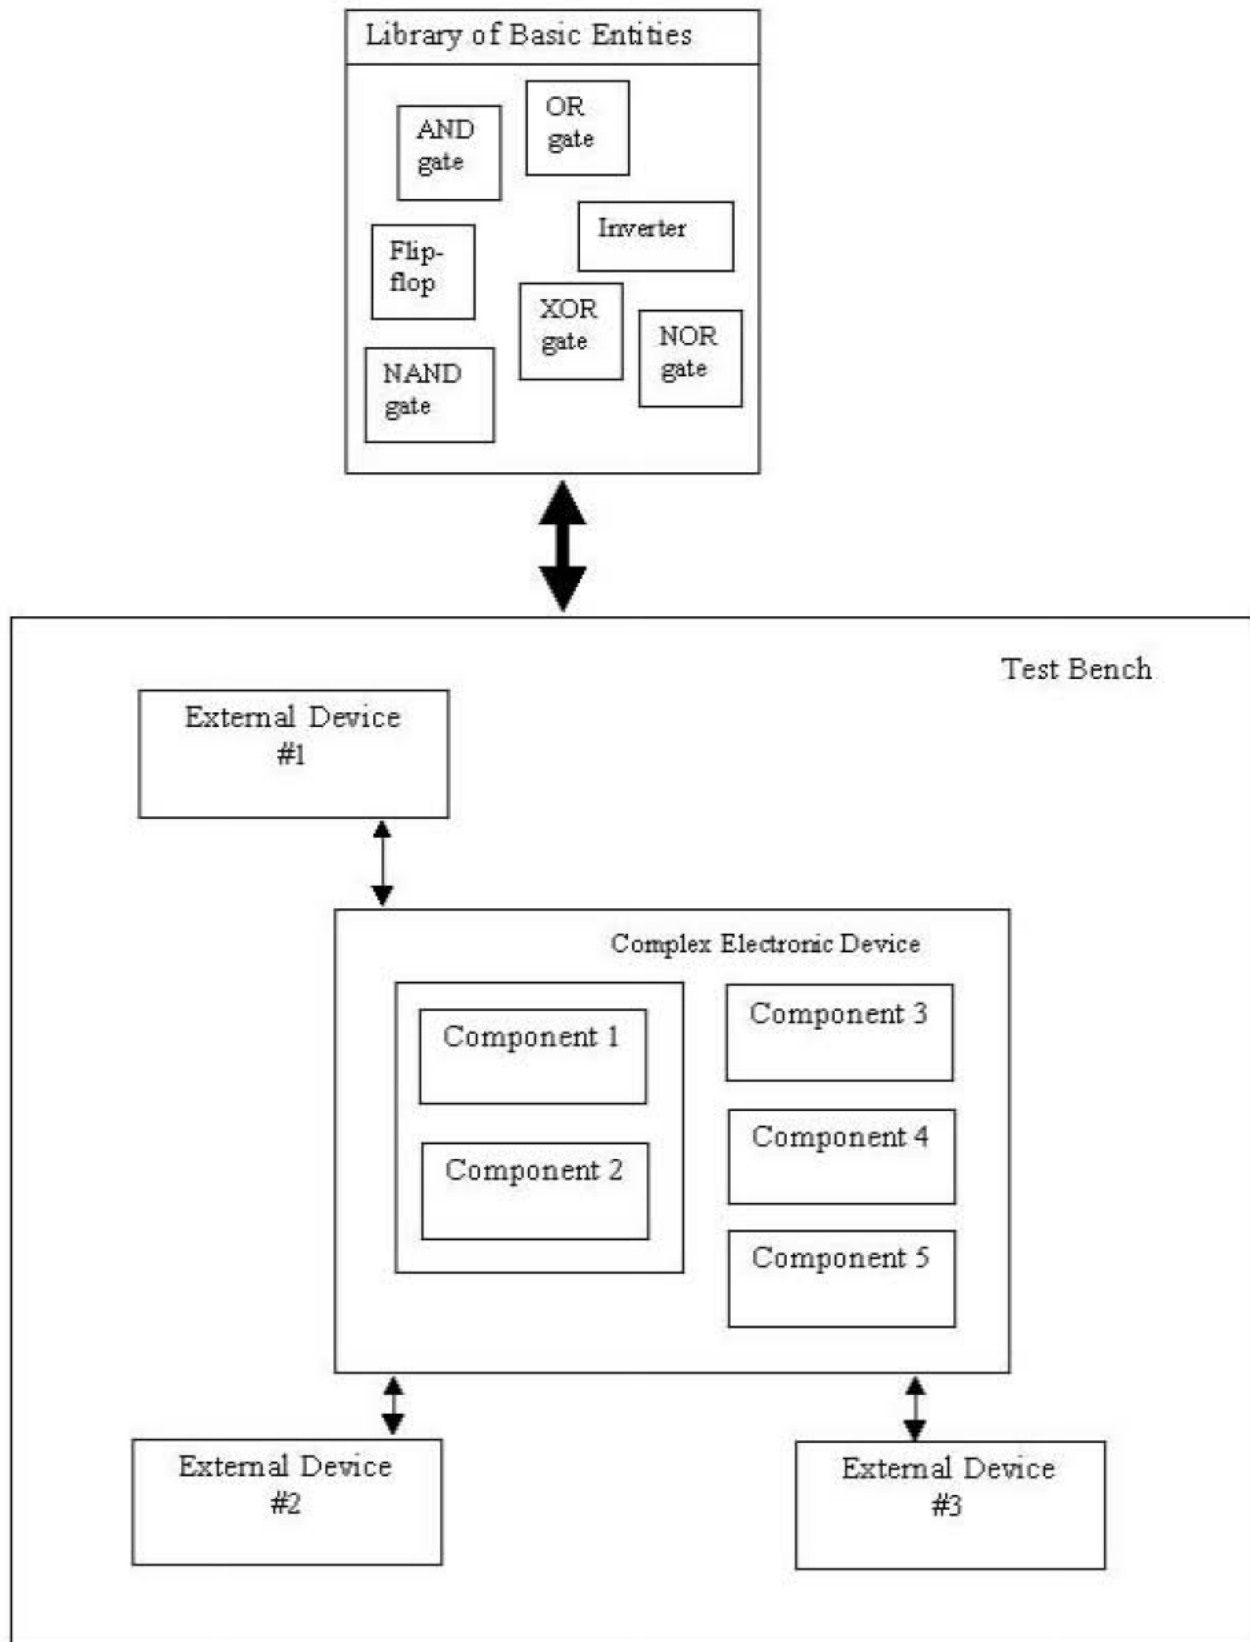 Library of Basic Entities
OR
gate
AND
gate
Inverter
Flip-
flop
XOR
gate
NOR
gate
NAND
gate
Test Bench
External Device
#1
Complex Electronic Device
Component 1
Component 2
Component 3
Component 4
Component 5
External Device
#2
External Device
#3